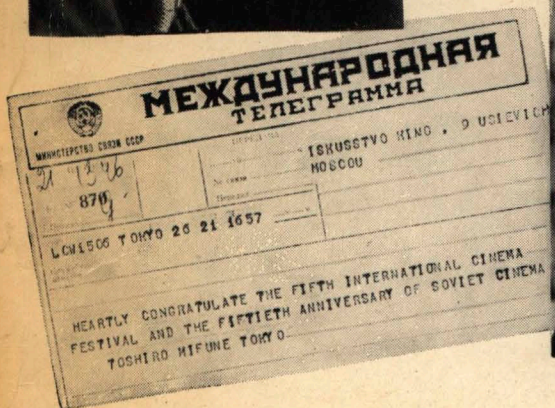 МЕЖДУНАРОДНАЯ
ТЕЛЕГРАММА
МИНИСТЕРСТВО СВЯЗИ СССР
ISKUSSTVO KINO , 9 USIEVICH
MOSCOU
870
LCW1506 TOKYO 26 21 1657
HEARTLY CONGRATULATE THE FIFTH INTERNATIONAL CINEMA
FESTIVAL AND THE FIFTIETH ANNIVERSARY OF SOVIET CINEMA
TOSHIRO MIFUNE TOKYO